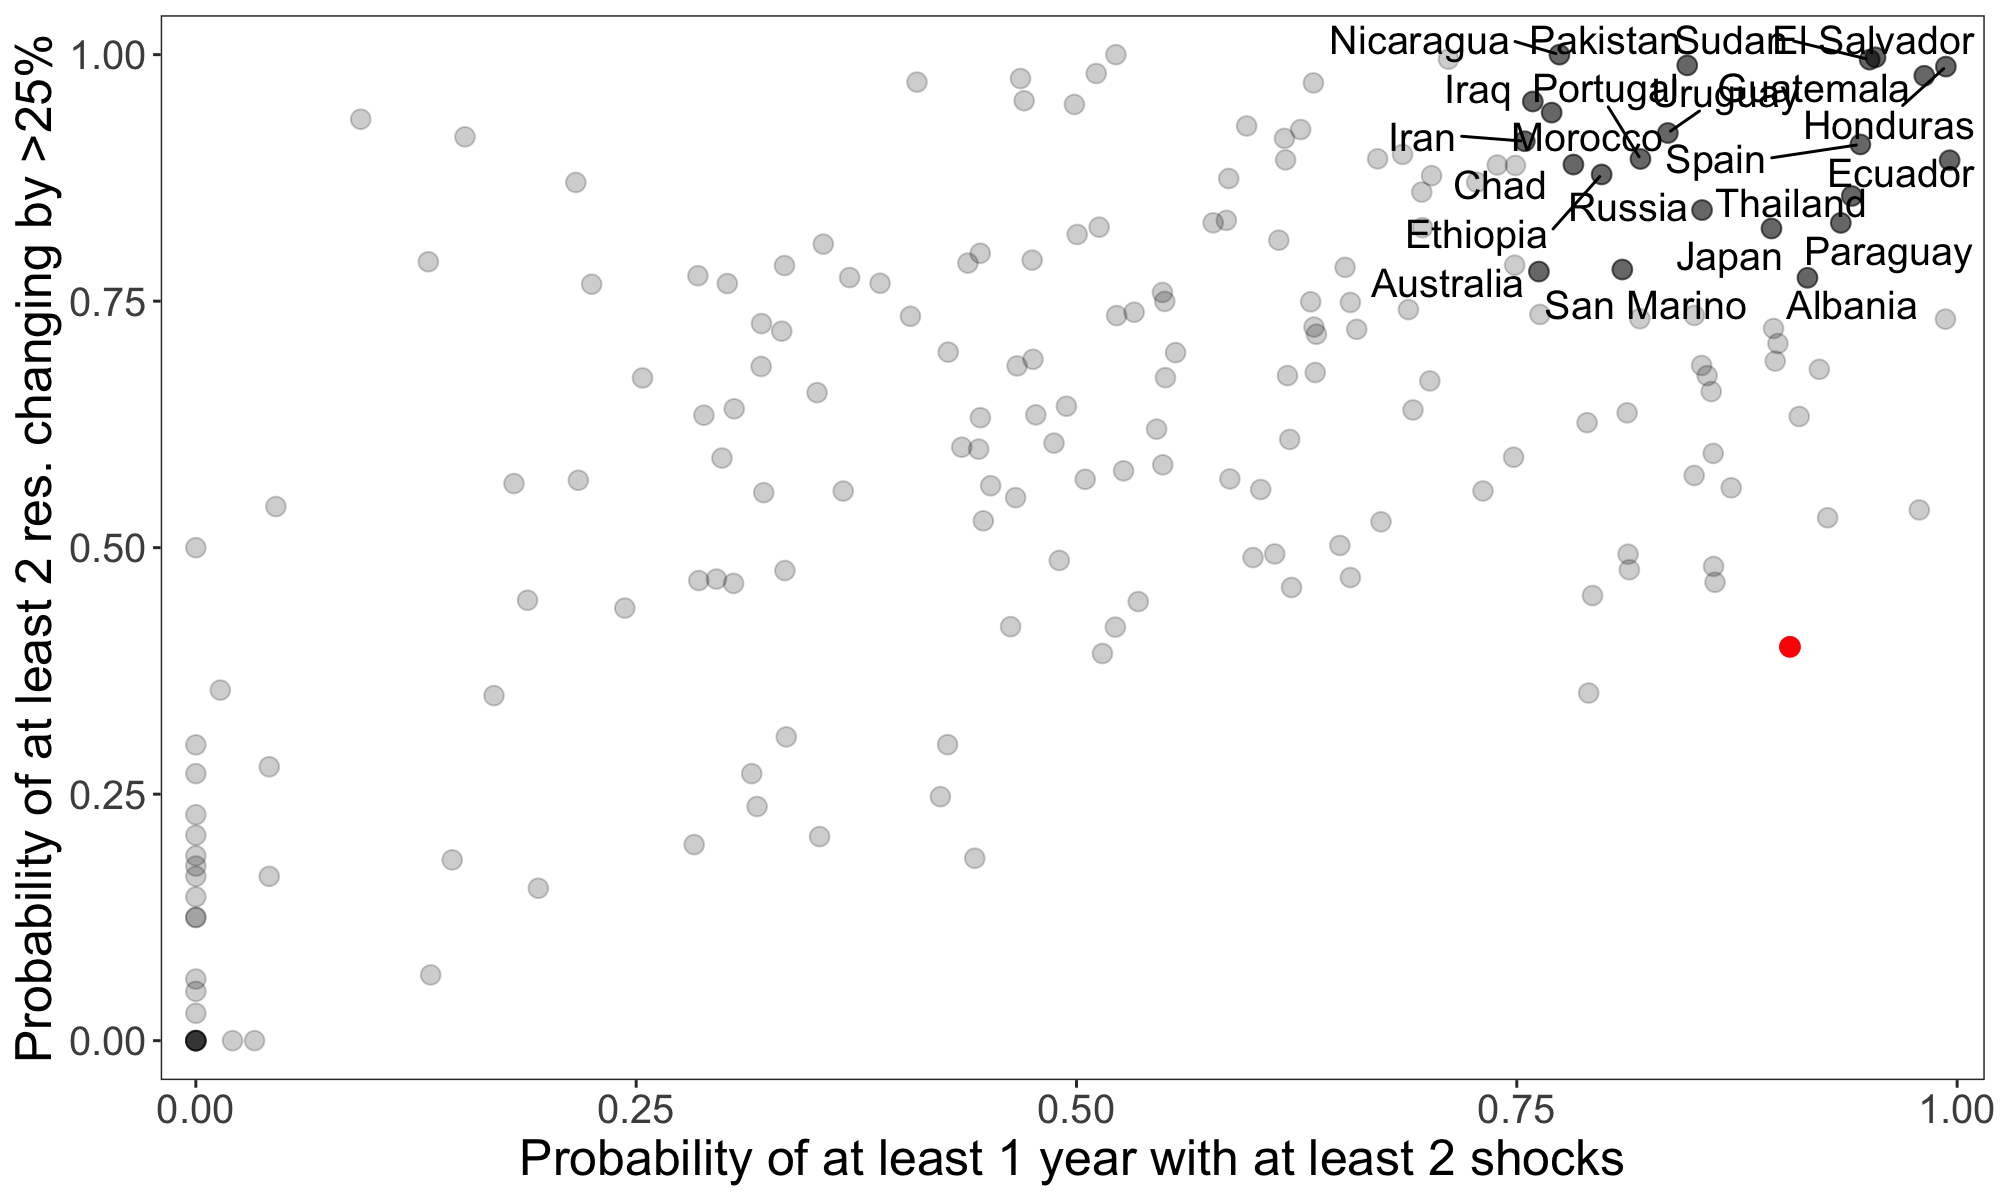 Probability of at least 2 res. changing by >25%
1.00
0.75
0.50
0.25
0.00
Nicaragua
Pakistan
Sudan
El Salvador
Iraq
Portugal
Uruguay
Guatemala
Iran
Morocco
Honduras
Spain
Chad
Ecuador
Russia
Thailand
Ethiopia
Japan
Paraguay
Australia
San Marino
Albania
0.00
0.25
0.50
0.75
1.00
Probability of at least 1 year with at least 2 shocks